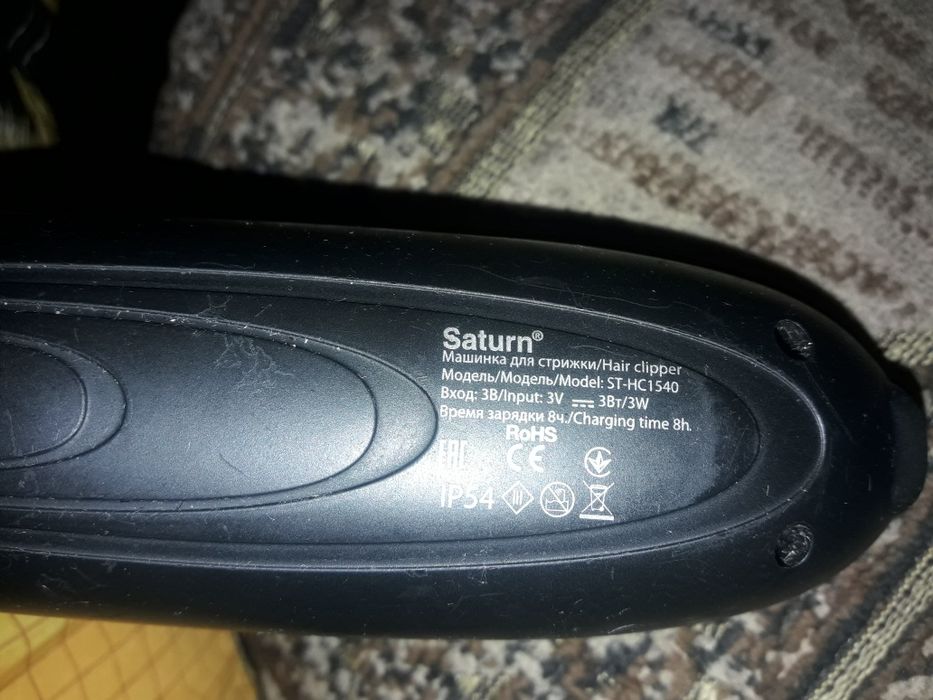 Saturn®
Машинка для стрижки/Hair clipper
Модель/Модель/Model: ST-HC1540
Вход: 3В/Input: 3V ⎓ 3Вт/3W
Время зарядки 8ч./Charging time 8h.
RoHS
EAC CE
IP54